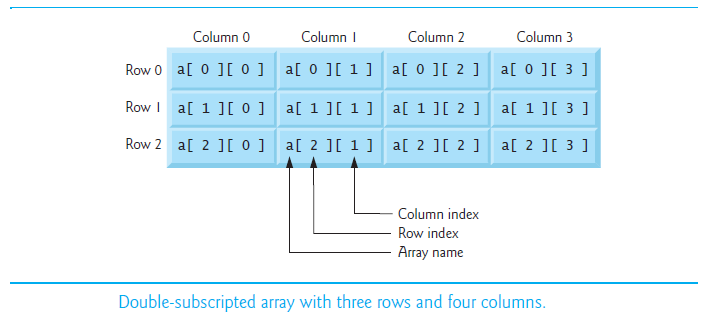 Column 0 Column 1 Column 2 Column 3
Row 0 a[ 0 ][ 0 ] a[ 0 ][ 1 ] a[ 0 ][ 2 ] a[ 0 ][ 3 ]
Row 1 a[ 1 ][ 0 ] a[ 1 ][ 1 ] a[ 1 ][ 2 ] a[ 1 ][ 3 ]
Row 2 a[ 2 ][ 0 ] a[ 2 ][ 1 ] a[ 2 ][ 2 ] a[ 2 ][ 3 ]
Column index
Row index
Array name
Double-subscripted array with three rows and four columns.